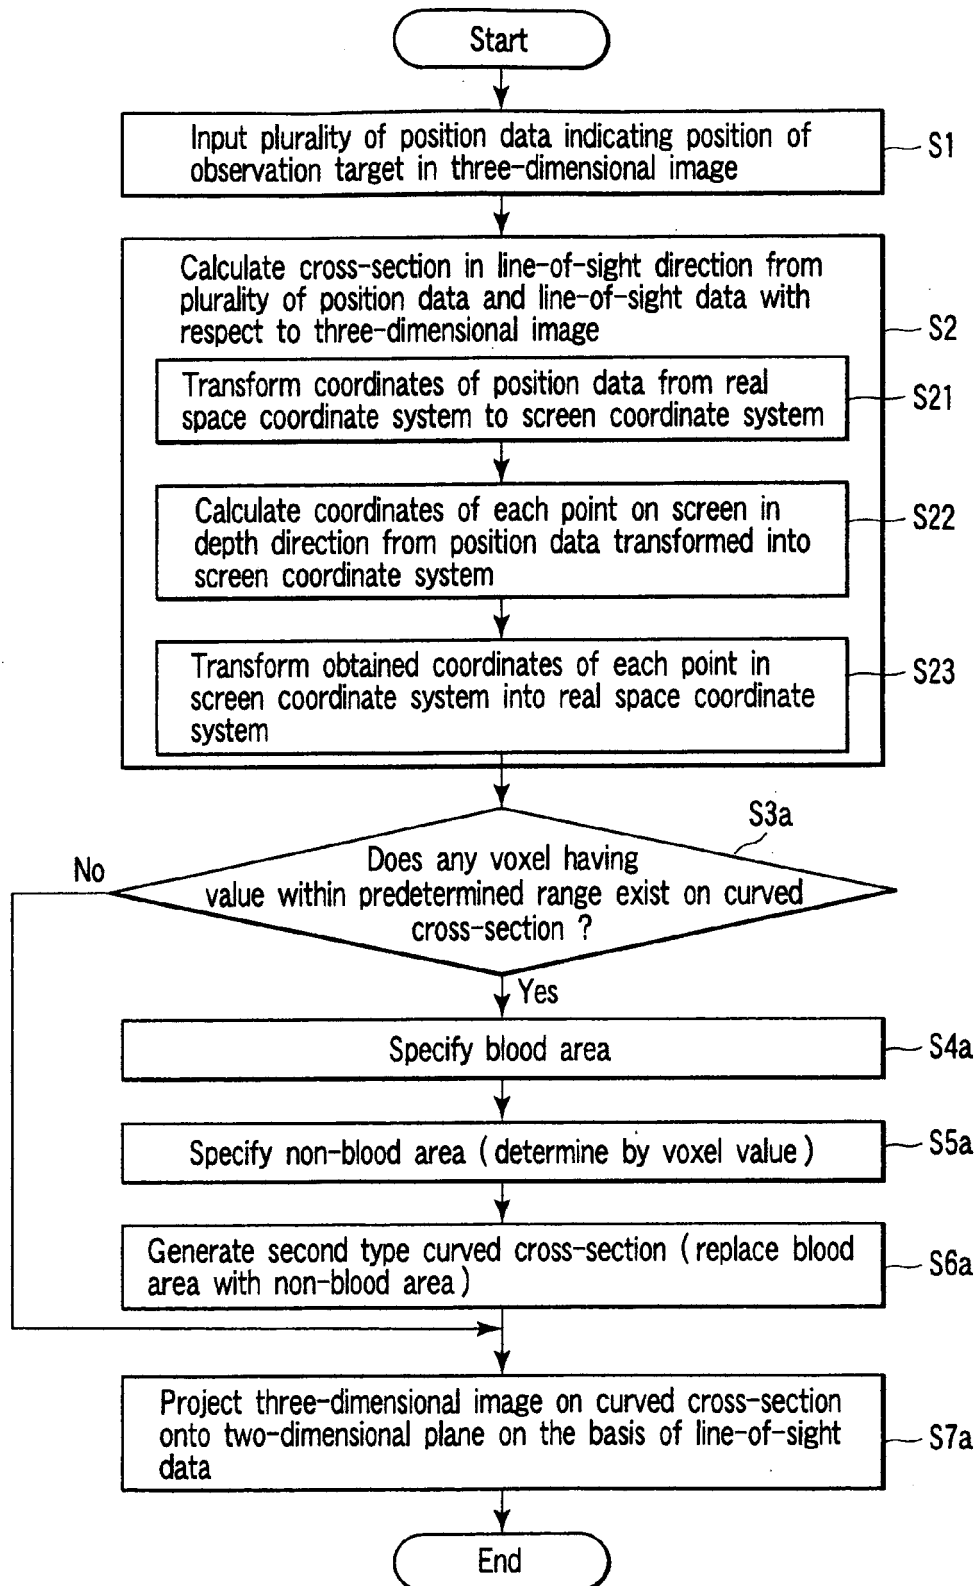 Start
Input plurality of position data indicating position of
observation target in three-dimensional image
S1
Calculate cross-section in line-of-sight direction from
plurality of position data and line-of-sight data with
respect to three-dimensional image
S2
Transform coordinates of position data from real
space coordinate system to screen coordinate system
S21
Calculate coordinates of each point on screen in
depth direction from position data transformed into
screen coordinate system
S22
Transform obtained coordinates of each point in
screen coordinate system into real space coordinate
system
S23
S3a
Does any voxel having
value within predetermined range exist on curved
cross-section ?
No
Yes
Specify blood area
S4a
Specify non-blood area (determine by voxel value)
S5a
Generate second type curved cross-section (replace blood
area with non-blood area)
S6a
Project three-dimensional image on curved cross-section
onto two-dimensional plane on the basis of line-of-sight
data
S7a
End